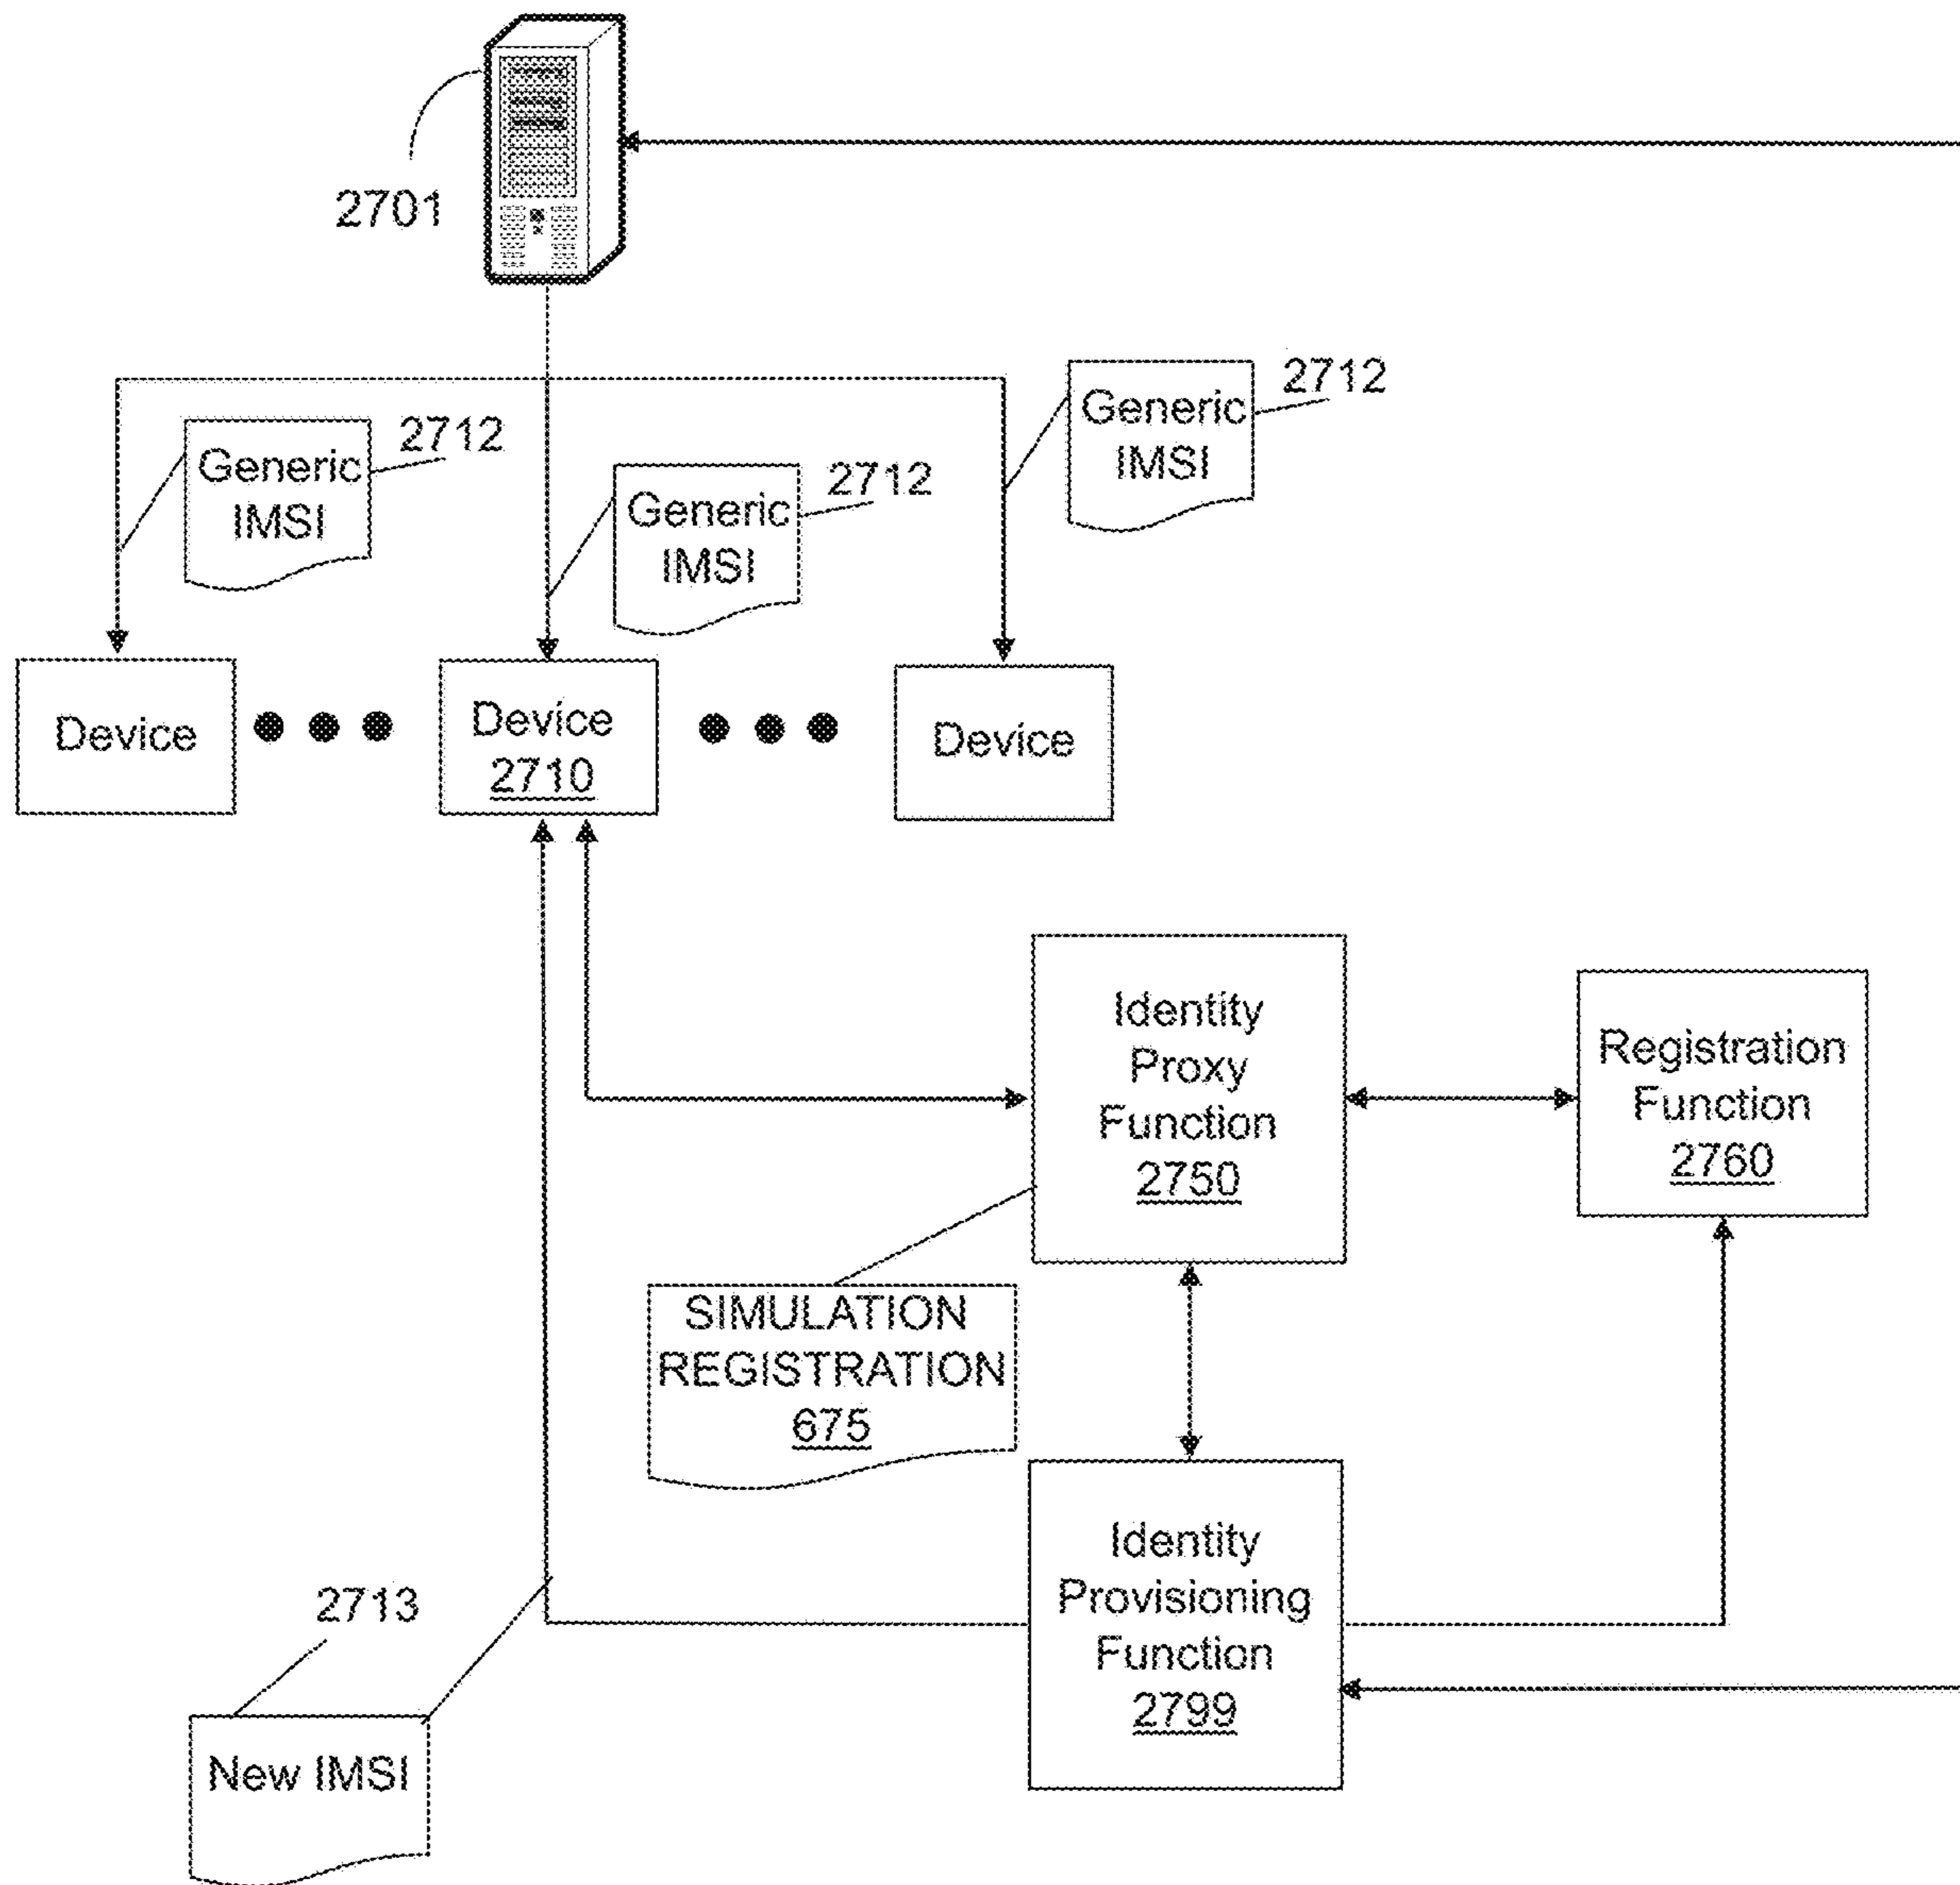 2701
2712
Generic
IMSI
2712
Generic
IMSI
2712
Generic
IMSI
Device
Device
2710
Device
Identity
Proxy
Function
2750
Registration
Function
2760
SIMULATION
REGISTRATION
675
Identity
Provisioning
Function
2799
2713
New IMSI